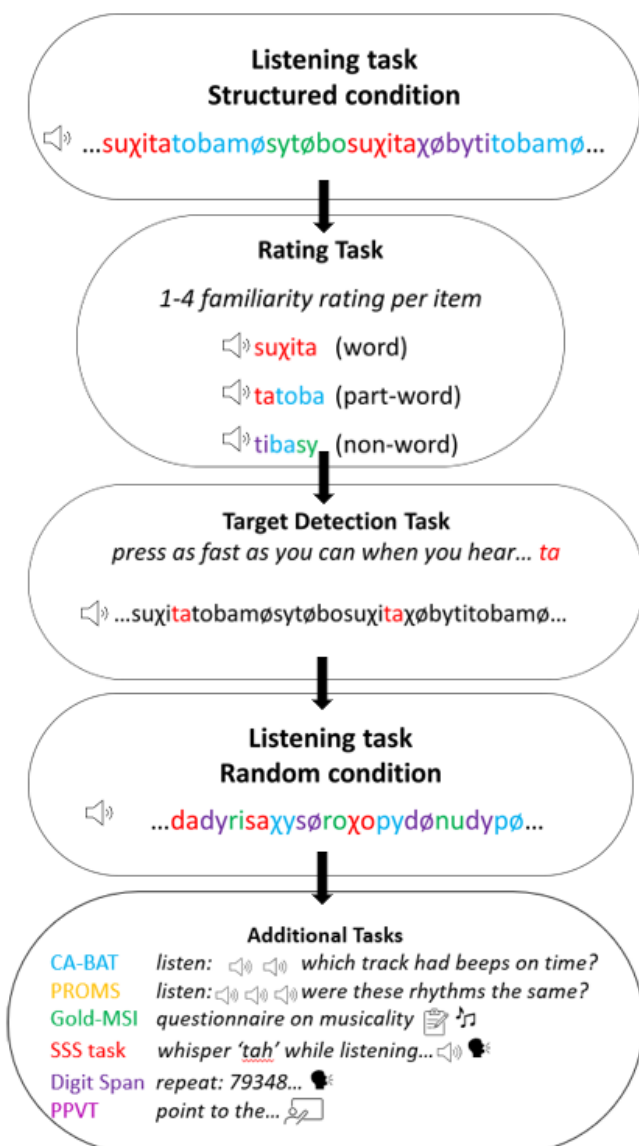 Listening task
Structured condition
...suχitatobamøsytøbosuχitaχøbytitobamø...
Rating Task
1-4 familiarity rating per item
suχita (word)
tatoba (part-word)
tibasy (non-word)
Target Detection Task
press as fast as you can when you hear... ta
...suχitatobamøsytøbosuχitaχøbytitobamø...
Listening task
Random condition
...dadyrisaχysøroχopydønudypø...
Additional Tasks
CA-BAT listen: which track had beeps on time?
PROMS listen: were these rhythms the same?
Gold-MSI questionnaire on musicality
SSS task whisper ‘tah’ while listening...
Digit Span repeat: 79348...
PPVT point to the...